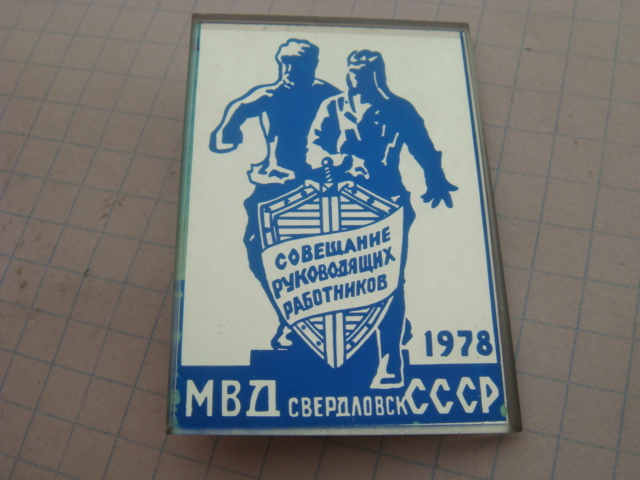 СОВЕЩАНИЕ
РУКОВОДЯЩИХ
РАБОТНИКОВ
1978
МВД СВЕРДЛОВСК СССР